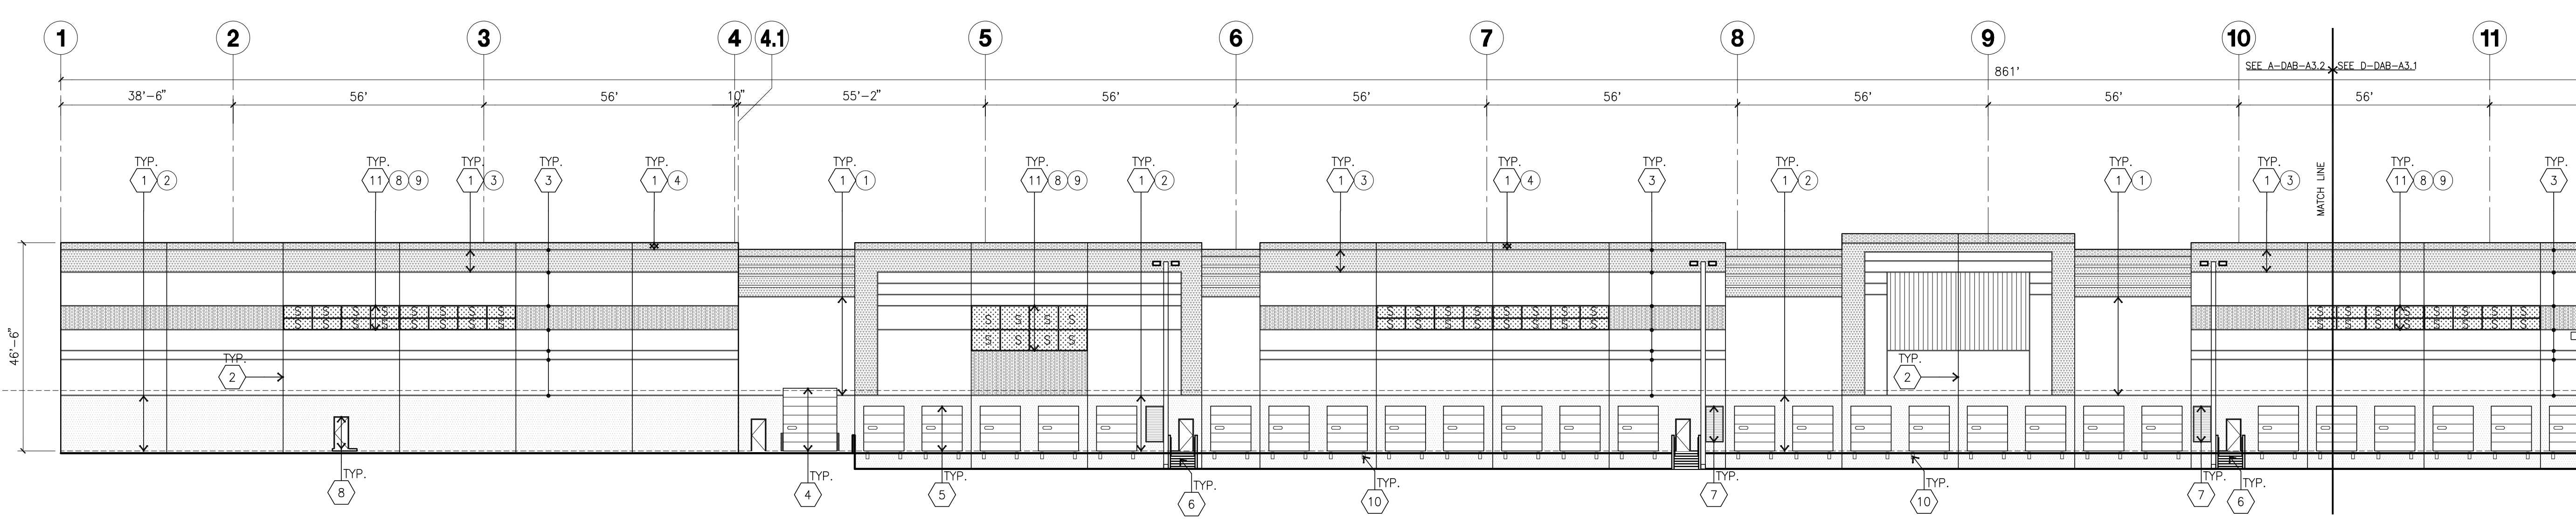 1 2 3 4 4.1 5 6 7 8 9 10 11
SEE A-DAB-A3.2 SEE D-DAB-A3.1
861'
38'-6" 56' 56' 10" 55'-2" 56' 56' 56' 56' 56' 56'
TYP. TYP. TYP. TYP. TYP. TYP. TYP. TYP. TYP. TYP. TYP. TYP. TYP. TYP. TYP. TYP.
1 2 11 8 9 1 3 3 1 4 1 1 11 8 9 1 2 1 3 1 4 3 1 2 1 1 1 3 11 8 9 3
MATCH LINE
S S S S S S S S S S S S S S S S S S S S S S S S S S S S
S S S S S S S S S S S S S S S S S S S S S S S S S S S S
46'-6"
TYP. TYP.
2 2
TYP. TYP. TYP. TYP. TYP. TYP. TYP. TYP. TYP.
8 4 5 6 10 7 10 7 6